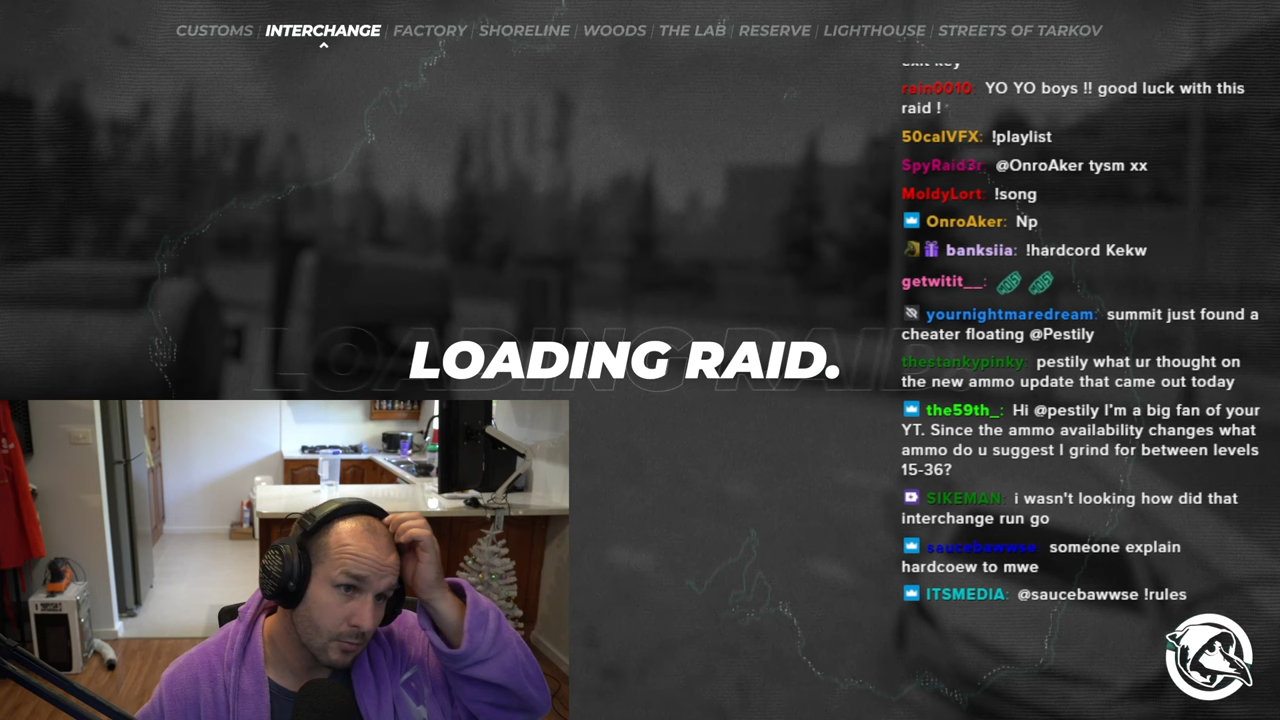 CUSTOMS / INTERCHANGE / FACTORY / SHORELINE / WOODS / THE LAB / RESERVE / LIGHTHOUSE / STREETS OF TARKOV
exit key
rain0010: YO YO boys !! good luck with this
raid !
50calVFX: !playlist
SpyRaid3r: @OnroAker tysm xx
MoldyLort: !song
OnroAker: Np
banksiia: !hardcord Kekw
getwitit__:
yournightmaredream: summit just found a
cheater floating @Pestily
thestankypinky: pestily what ur thought on
the new ammo update that came out today
the59th_: Hi @pestily I'm a big fan of your
YT. Since the ammo availability changes what
ammo do u suggest I grind for between levels
15-36?
SIKEMAN: i wasn't looking how did that
interchange run go
saucebawwse: someone explain
hardcoew to mwe
ITSMEDIA: @saucebawwse !rules
LOADING RAID.